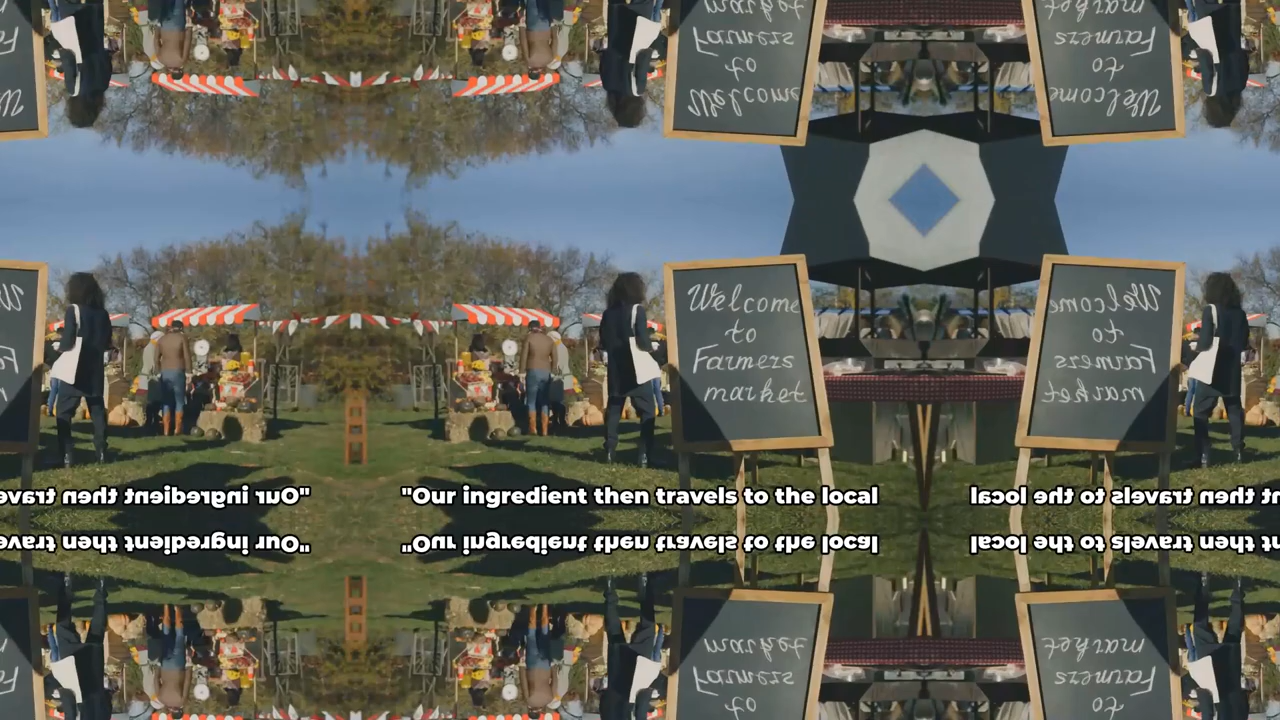 Welcome
to
Farmers
market
"Our ingredient then travels to the local